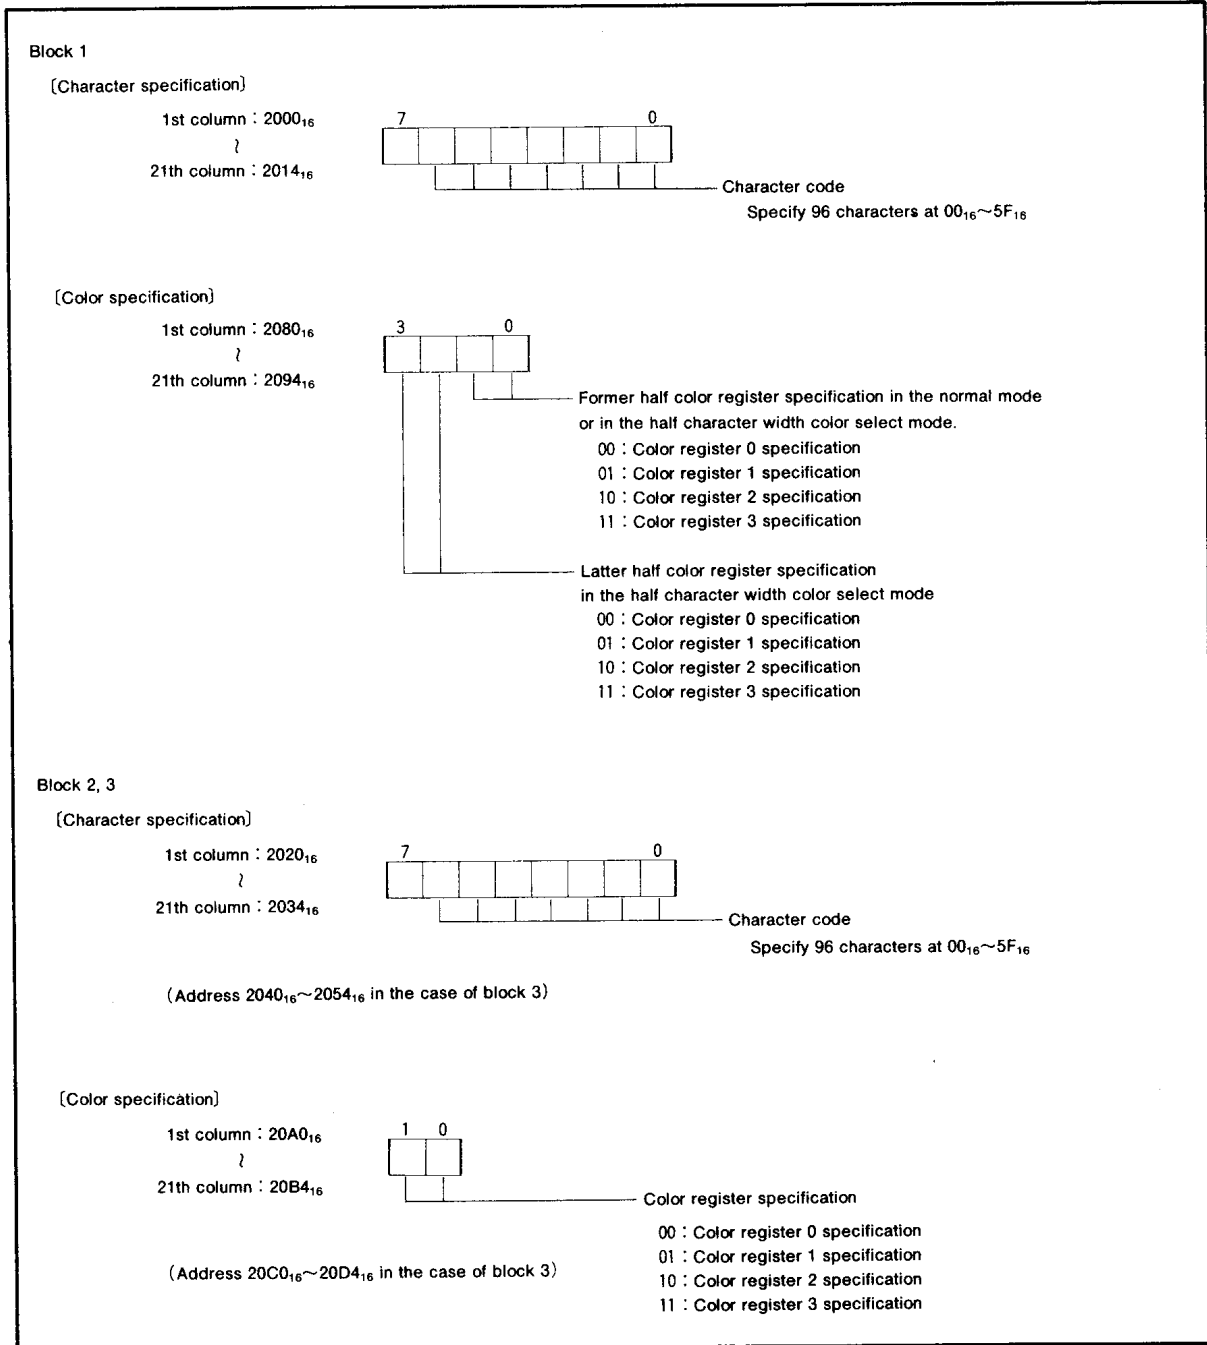 Block 1
〔Character specification〕
1st column : 2000₁₆
≀
21th column : 2014₁₆
7 0
Character code
Specify 96 characters at 00₁₆~5F₁₆
〔Color specification〕
1st column : 2080₁₆
≀
21th column : 2094₁₆
3 0
Former half color register specification in the normal mode
or in the half character width color select mode.
00 : Color register 0 specification
01 : Color register 1 specification
10 : Color register 2 specification
11 : Color register 3 specification
Latter half color register specification
in the half character width color select mode
00 : Color register 0 specification
01 : Color register 1 specification
10 : Color register 2 specification
11 : Color register 3 specification
Block 2, 3
〔Character specification〕
1st column : 2020₁₆
≀
21th column : 2034₁₆
7 0
Character code
Specify 96 characters at 00₁₆~5F₁₆
(Address 2040₁₆~2054₁₆ in the case of block 3)
〔Color specification〕
1st column : 20A0₁₆
≀
21th column : 20B4₁₆
1 0
Color register specification
00 : Color register 0 specification
01 : Color register 1 specification
10 : Color register 2 specification
11 : Color register 3 specification
(Address 20C0₁₆~20D4₁₆ in the case of block 3)